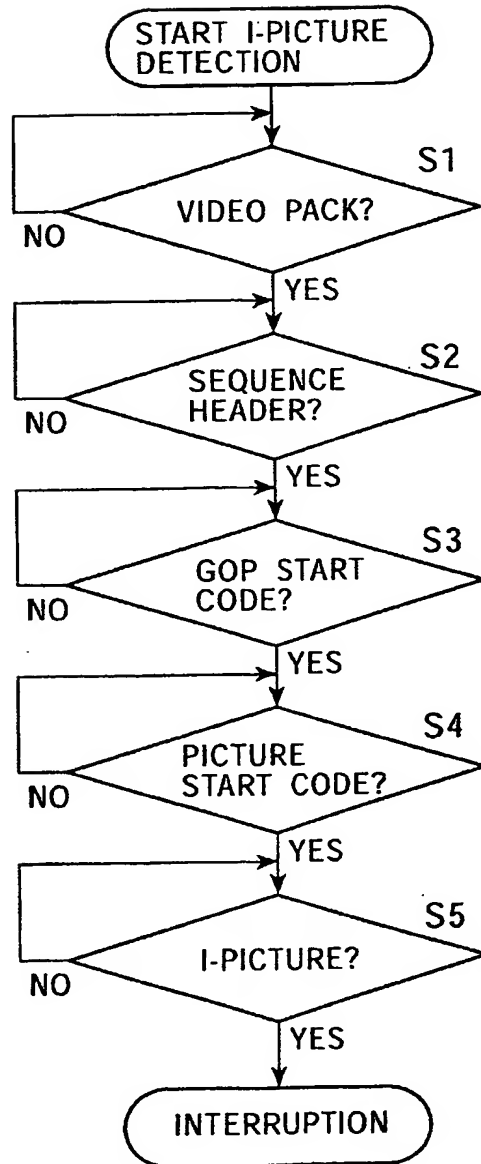 START I-PICTURE
DETECTION
S1
VIDEO PACK?
NO
YES
S2
SEQUENCE
HEADER?
NO
YES
S3
GOP START
CODE?
NO
YES
S4
PICTURE
START CODE?
NO
YES
S5
I-PICTURE?
NO
YES
INTERRUPTION